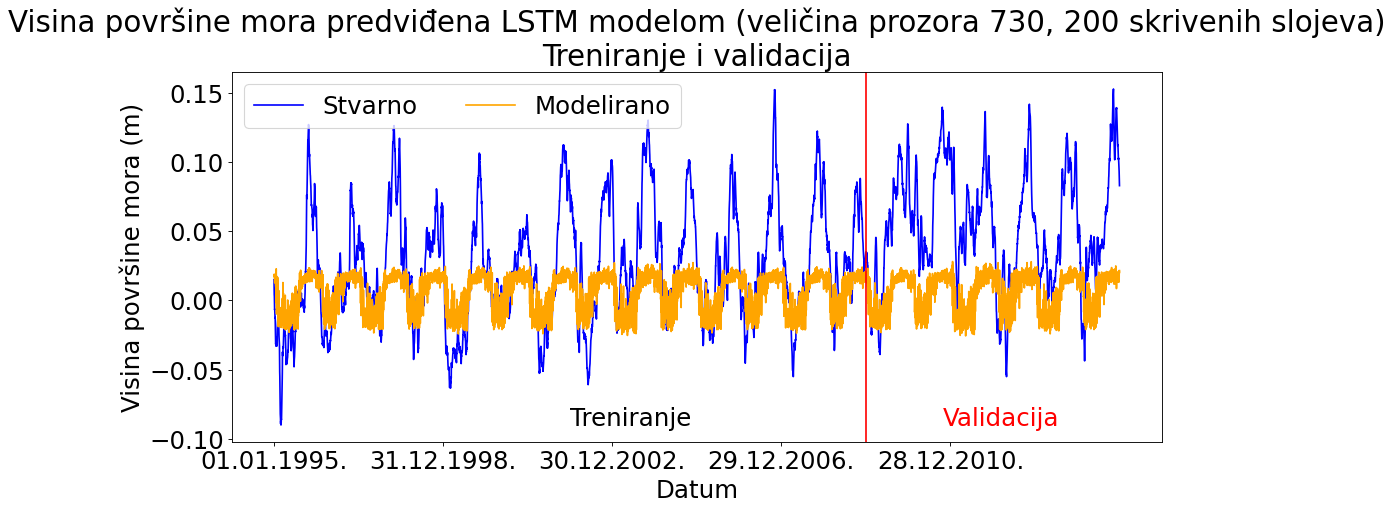 Visina površine mora predviđena LSTM modelom (veličina prozora 730, 200 skrivenih slojeva)
Treniranje i validacija
Stvarno
Modelirano
Visina površine mora (m)
0.15
0.10
0.05
0.00
−0.05
−0.10
Treniranje
Validacija
01.01.1995.
31.12.1998.
30.12.2002.
29.12.2006.
28.12.2010.
Datum